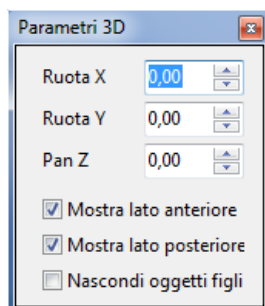 Parametri 3D
Ruota X 0,00
Ruota Y 0,00
Pan Z 0,00
Mostra lato anteriore
Mostra lato posteriore
Nascondi oggetti figli